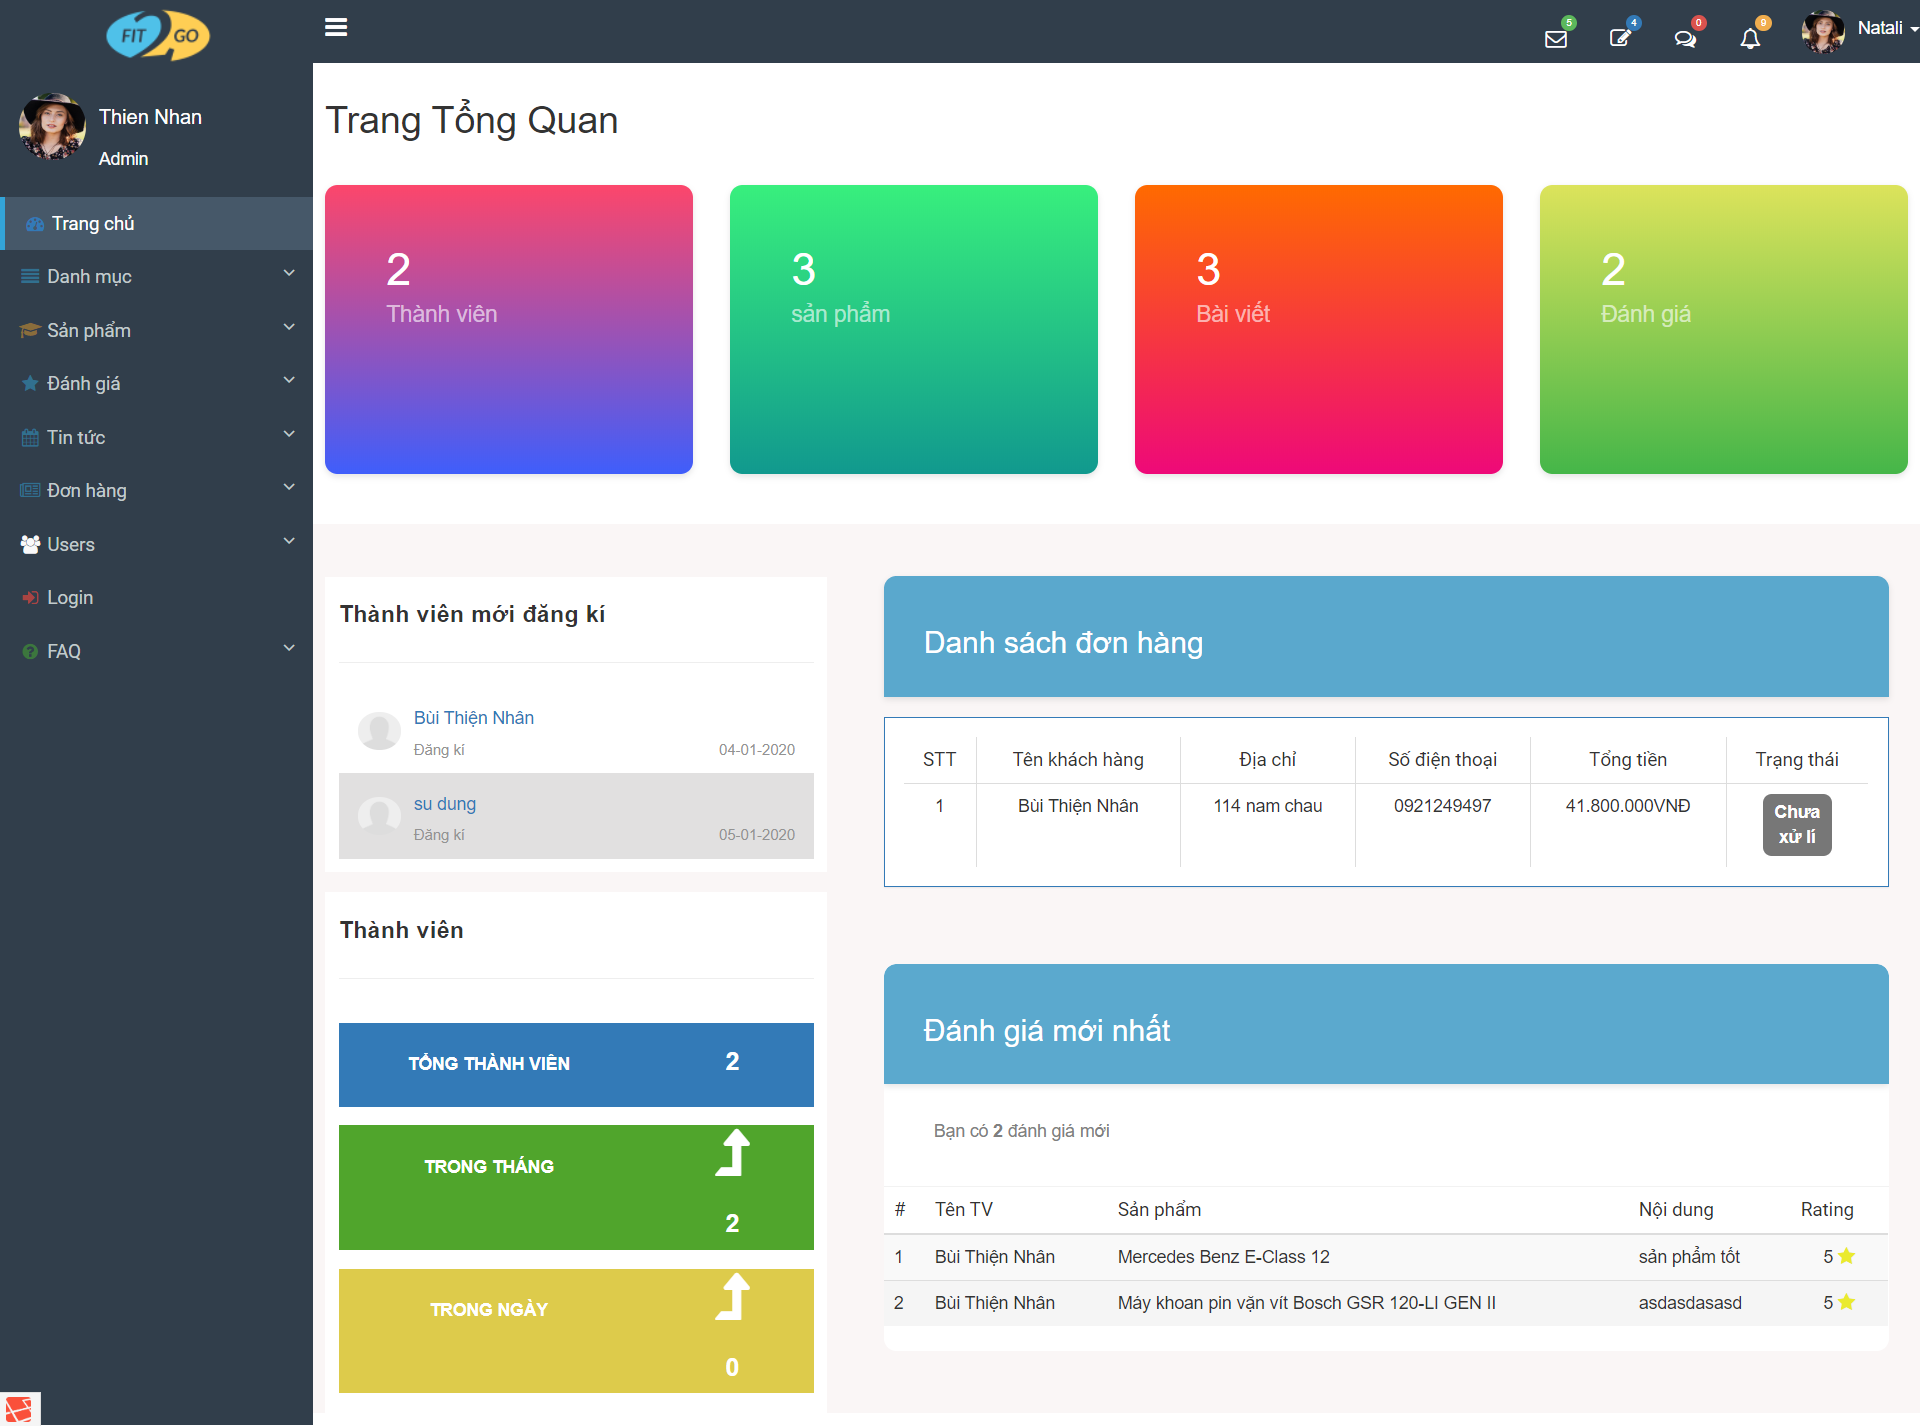 FIT 2 GO
5
4
0
9
Natali
Thien Nhan
Admin
Trang chủ
Danh mục
Sản phẩm
Đánh giá
Tin tức
Đơn hàng
Users
Login
FAQ
Trang Tổng Quan
2
Thành viên
3
sản phẩm
3
Bài viết
2
Đánh giá
Thành viên mới đăng kí
Bùi Thiện Nhân
Đăng kí 04-01-2020
su dung
Đăng kí 05-01-2020
Thành viên
TỔNG THÀNH VIÊN 2
TRONG THÁNG
2
TRONG NGÀY
0
Danh sách đơn hàng
STT Tên khách hàng Địa chỉ Số điện thoại Tổng tiền Trạng thái
1 Bùi Thiện Nhân 114 nam chau 0921249497 41.800.000VNĐ Chưa
xử lí
Đánh giá mới nhất
Bạn có 2 đánh giá mới
# Tên TV Sản phẩm Nội dung Rating
1 Bùi Thiện Nhân Mercedes Benz E-Class 12 sản phẩm tốt 5
2 Bùi Thiện Nhân Máy khoan pin vặn vít Bosch GSR 120-LI GEN II asdasdasasd 5